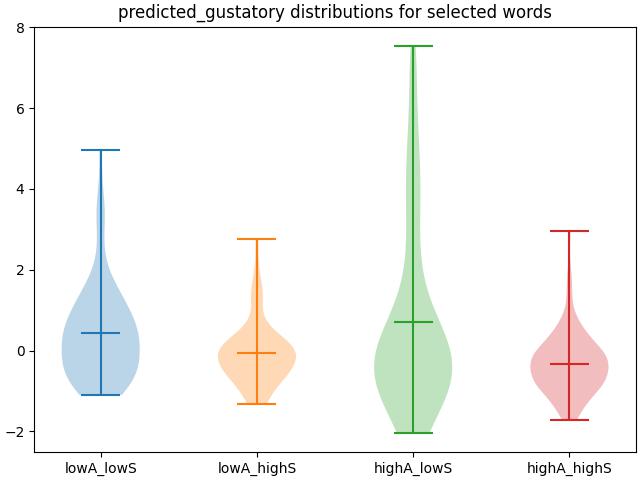 predicted_gustatory distributions for selected words
8
6
4
2
0
−2
lowA_lowS
lowA_highS
highA_lowS
highA_highS